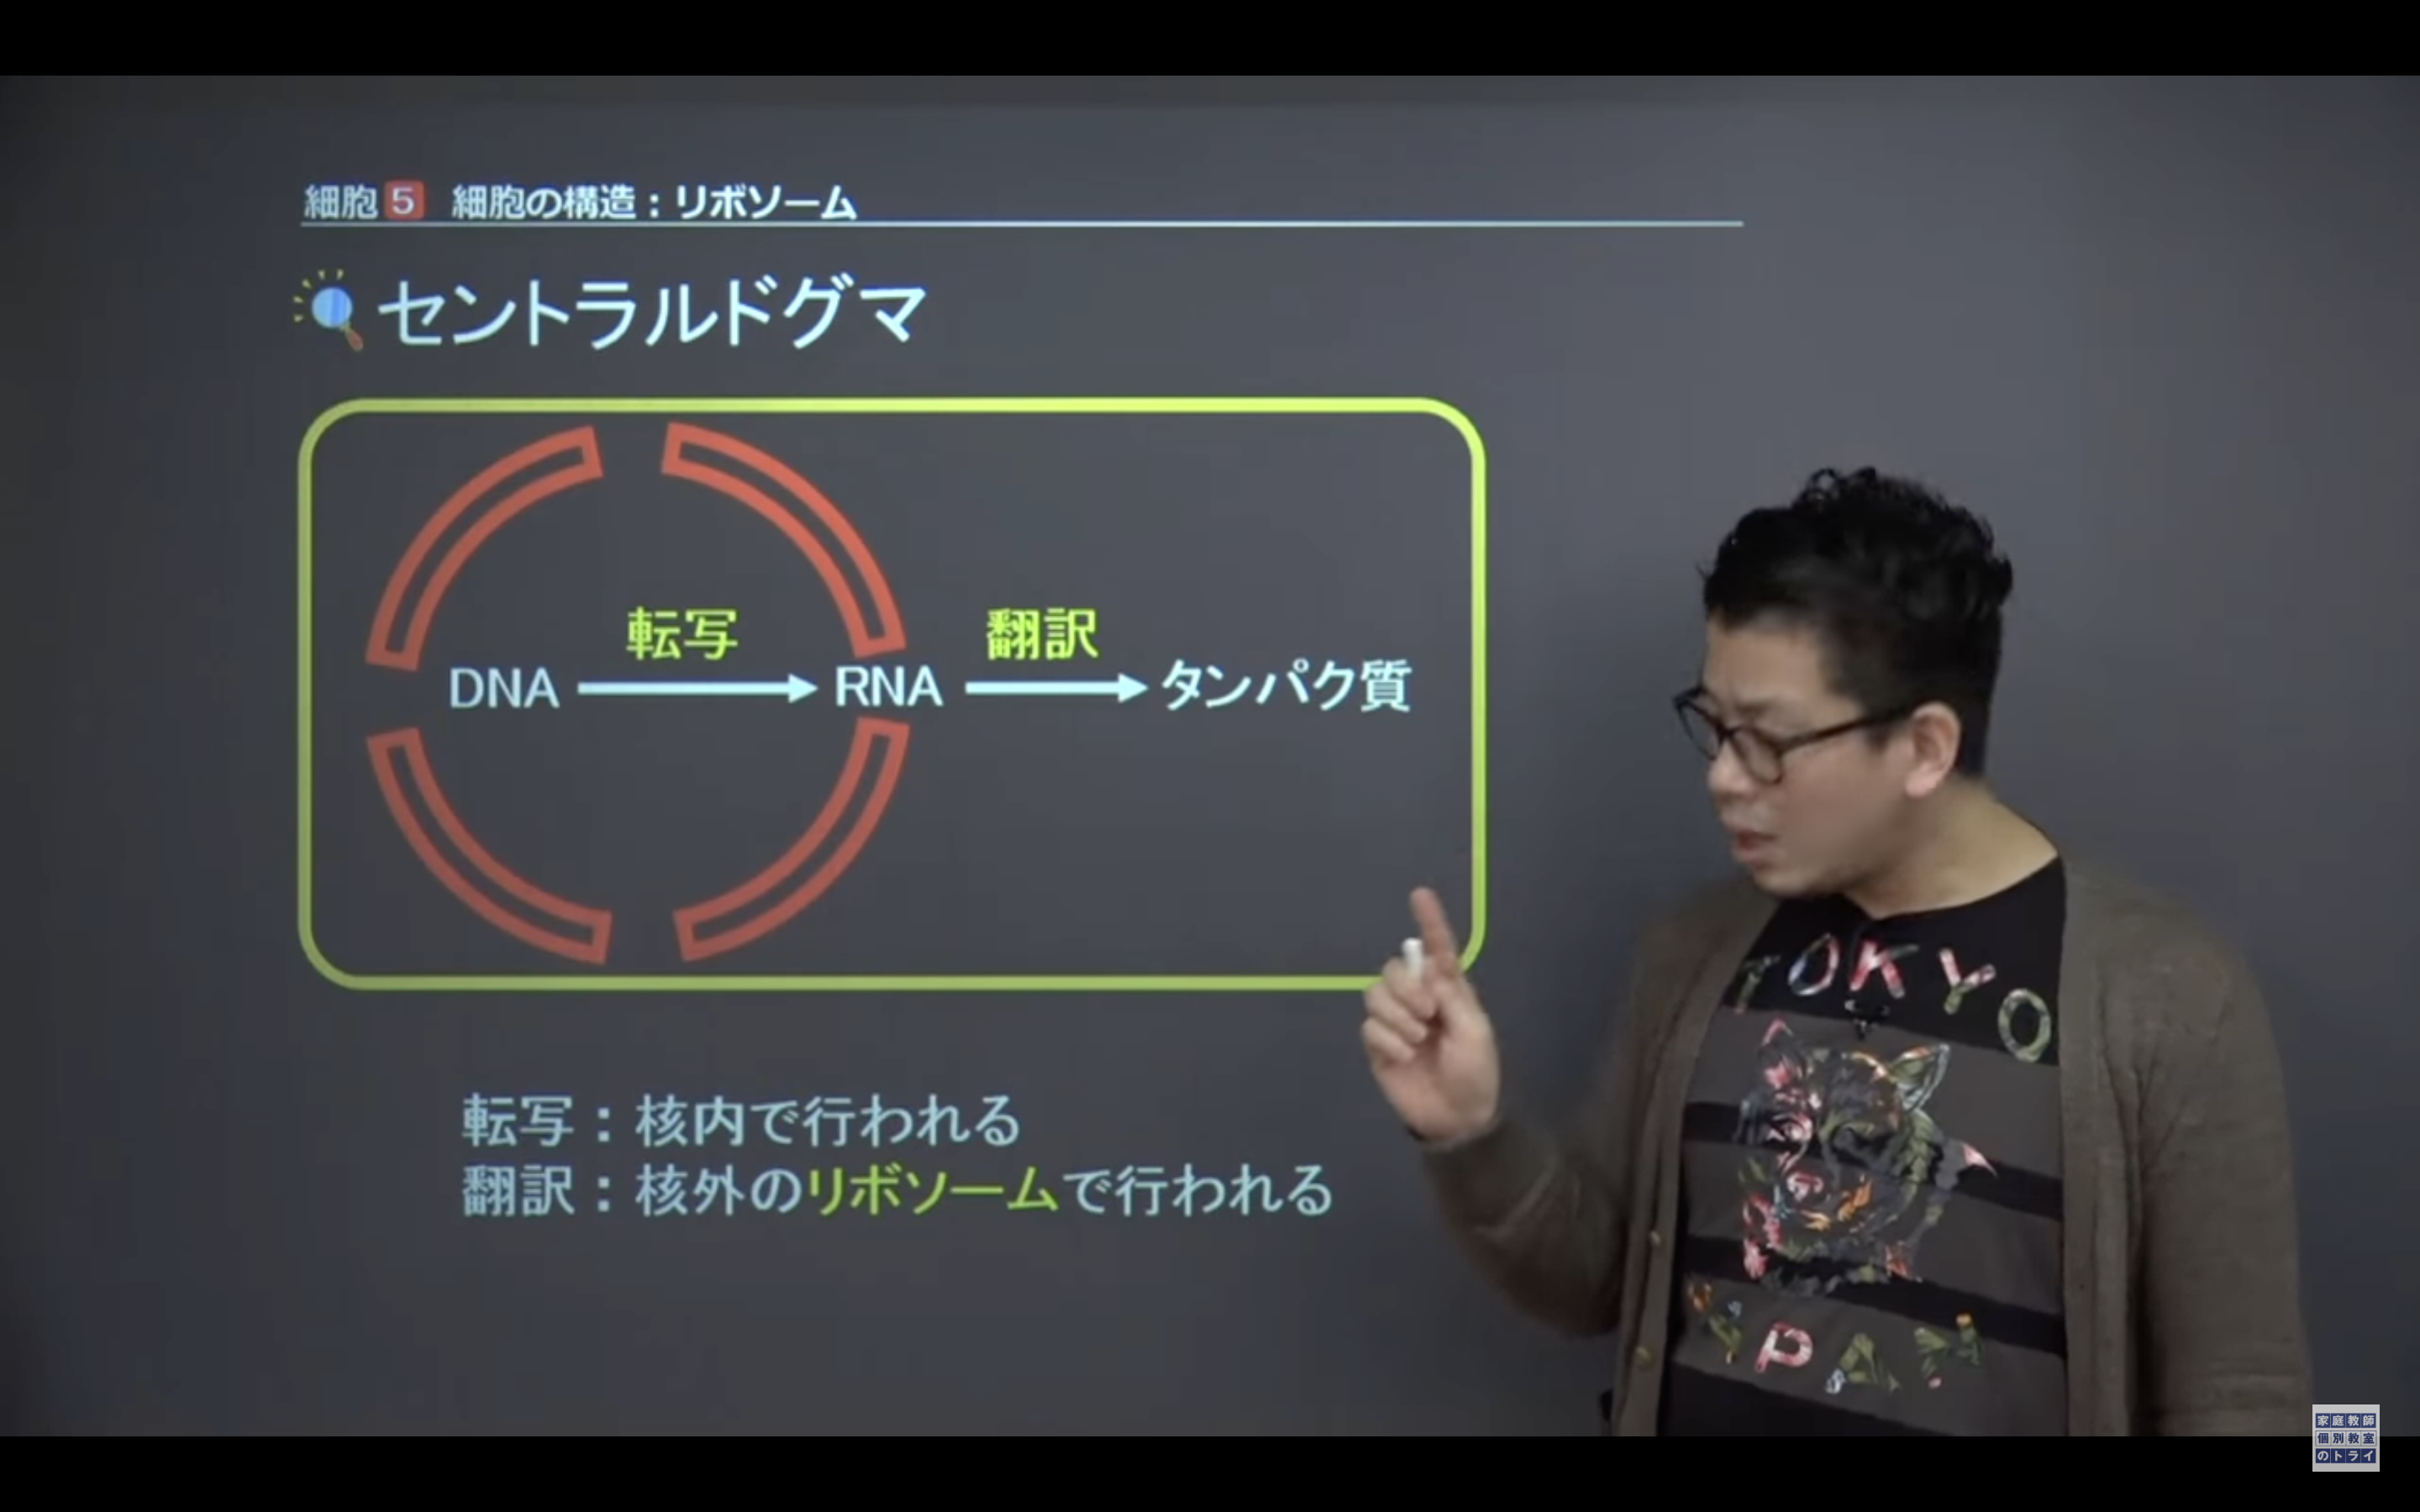 細胞 5 細胞の構造：リボソーム
セントラルドグマ
転写 翻訳
DNA RNA タンパク質
転写：核内で行われる
翻訳：核外のリボソームで行われる
TOKYO
家庭教師
個別教室
のトライ